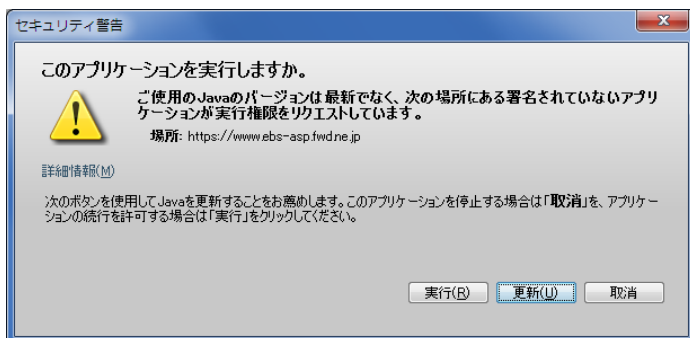 セキュリティ警告
このアプリケーションを実行しますか。
ご使用のJavaのバージョンは最新でなく、次の場所にある署名されていないアプリ
ケーションが実行権限をリクエストしています。
場所: https://www.ebs-asp.fwd.ne.jp
詳細情報(M)
次のボタンを使用してJavaを更新することをお薦めします。このアプリケーションを停止する場合は「取消」を、アプリケー
ションの続行を許可する場合は「実行」をクリックしてください。
実行(R) 更新(U) 取消